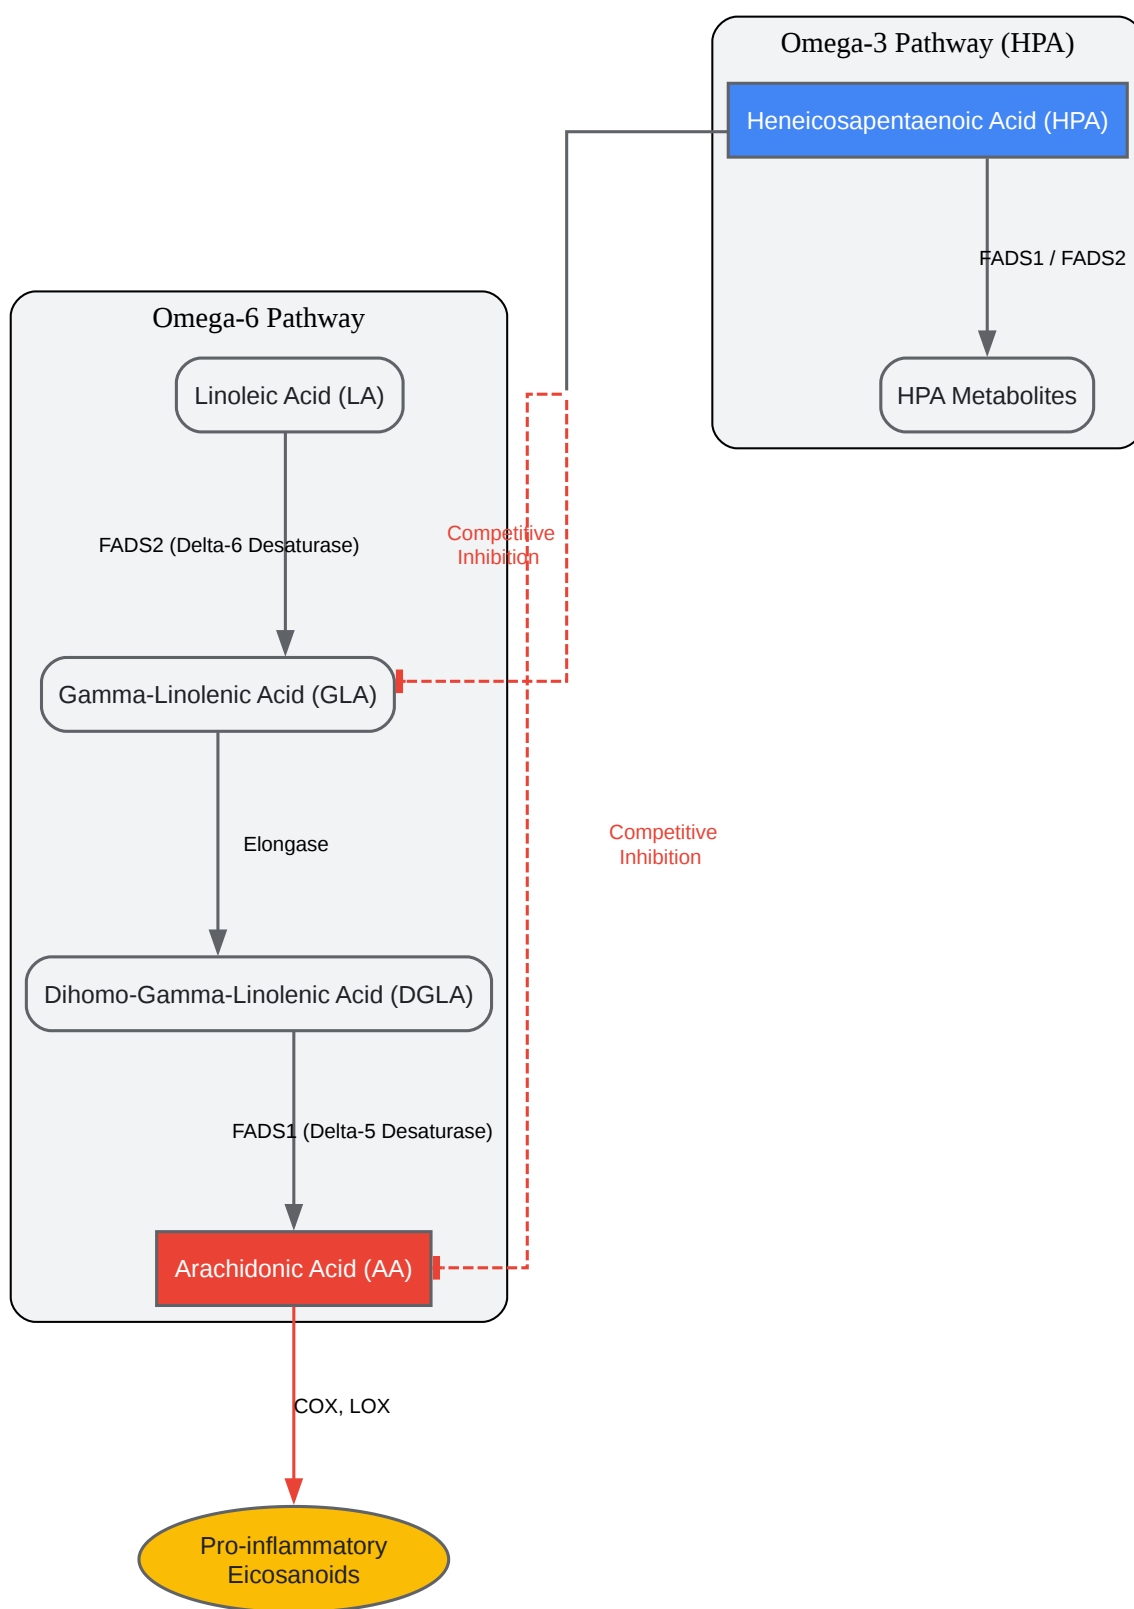 Omega-3 Pathway (HPA)
Heneicosapentaenoic Acid (HPA)
FADS1 / FADS2
HPA Metabolites
Omega-6 Pathway
Linoleic Acid (LA)
FADS2 (Delta-6 Desaturase)
Competitive
Inhibition
Gamma-Linolenic Acid (GLA)
Elongase
Competitive
Inhibition
Dihomo-Gamma-Linolenic Acid (DGLA)
FADS1 (Delta-5 Desaturase)
Arachidonic Acid (AA)
COX, LOX
Pro-inflammatory
Eicosanoids